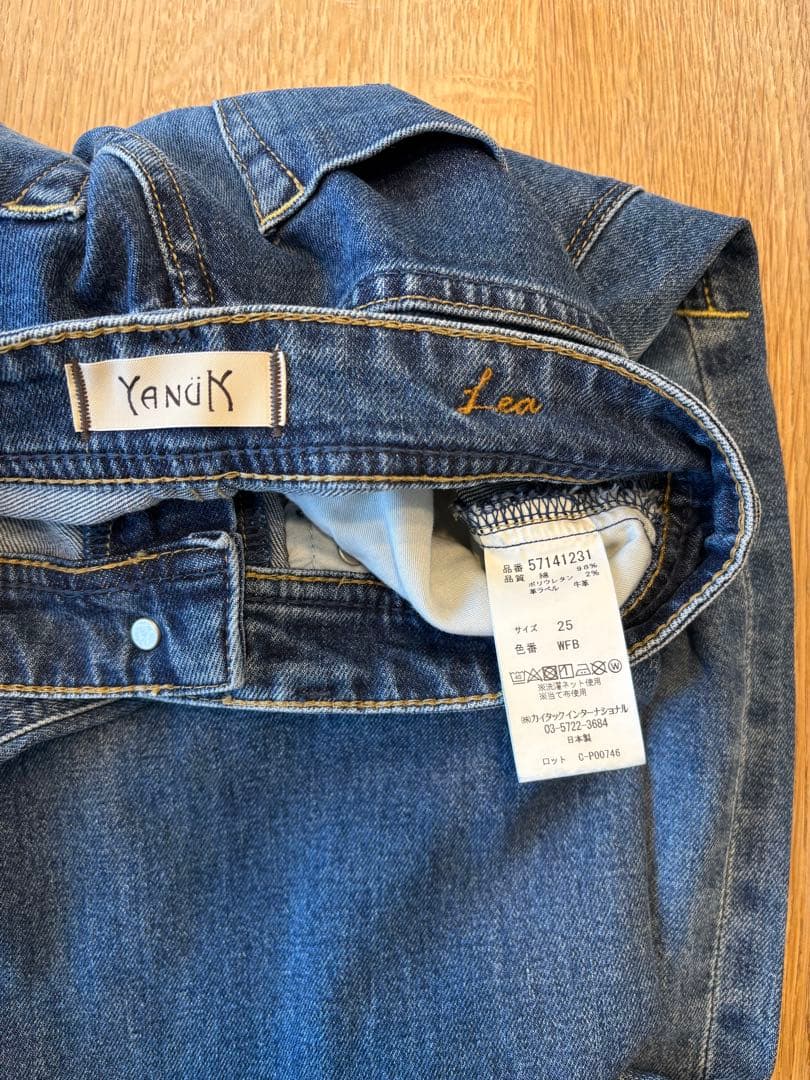 YANÜK
Lea
品番 57141231
品質 綿 98%
ポリウレタン 2%
革ラベル 牛革
サイズ 25
色番 WFB
※洗濯ネット使用
※当て布使用
㈱カイタックインターナショナル
03-5722-3684
日本製
ロット C-P00746